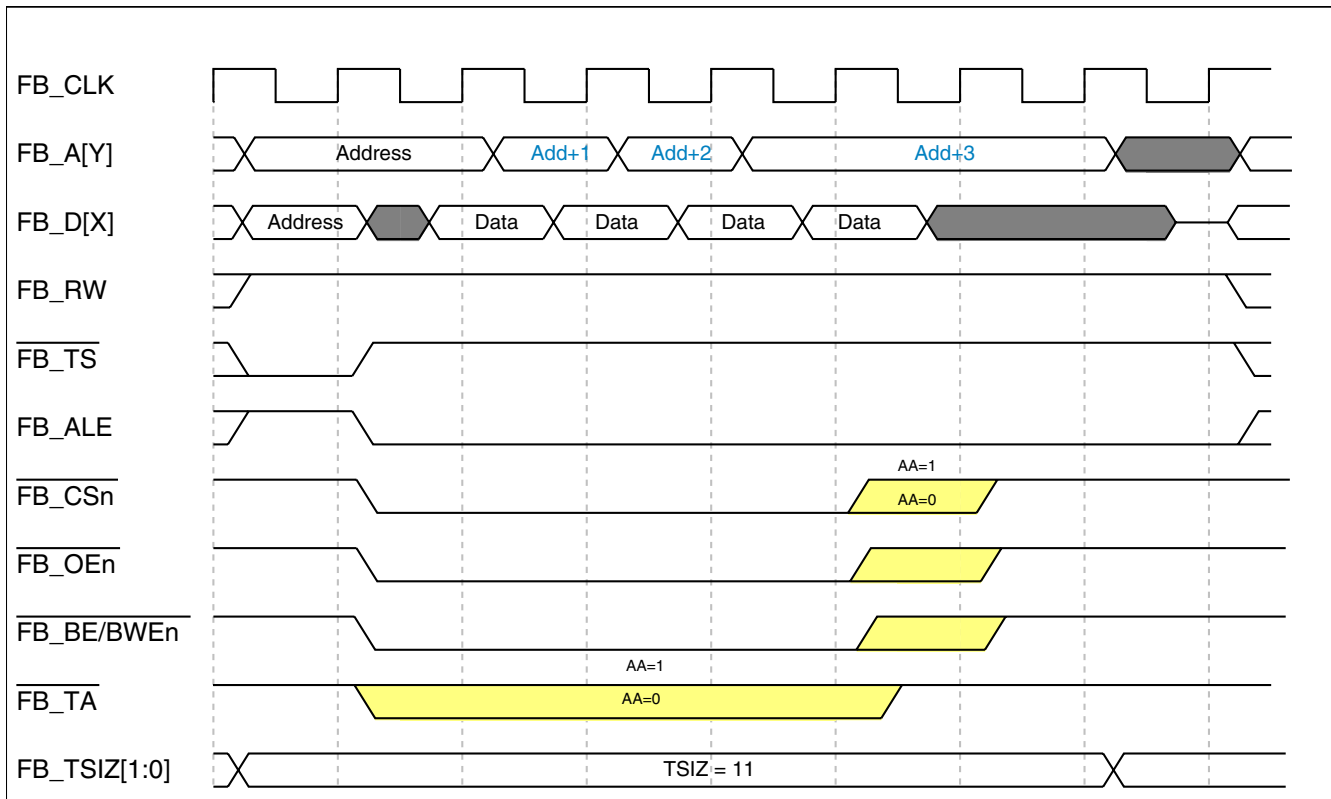 FB_CLK
FB_A[Y] Address Add+1 Add+2 Add+3
FB_D[X] Address Data Data Data Data
FB_RW
FB_TS
FB_ALE
AA=1
FB_CSn AA=0
FB_OEn
FB_BE/BWEn
AA=1
FB_TA AA=0
FB_TSIZ[1:0] TSIZ = 11